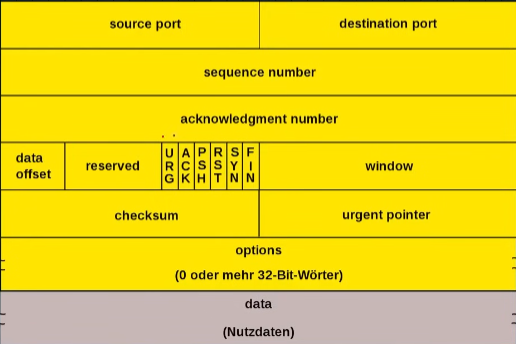 source port destination port
sequence number
acknowledgment number
data offset reserved URG ACK PSH RST SYN FIN window
checksum urgent pointer
options
(0 oder mehr 32-Bit-Wörter)
data
(Nutzdaten)